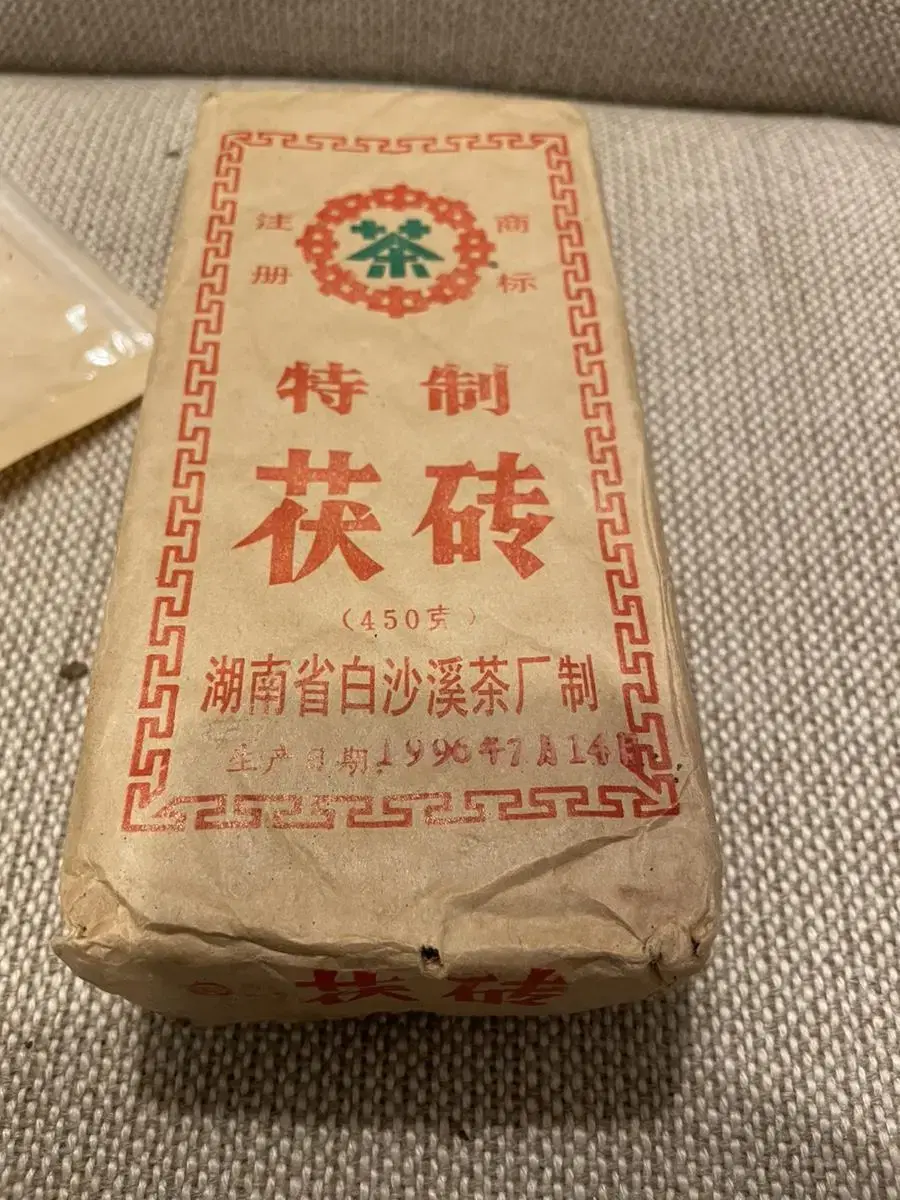 注册 茶 商标
特制
茯砖
(450克)
湖南省白沙溪茶厂制
生产日期:1996年7月14日
茯砖